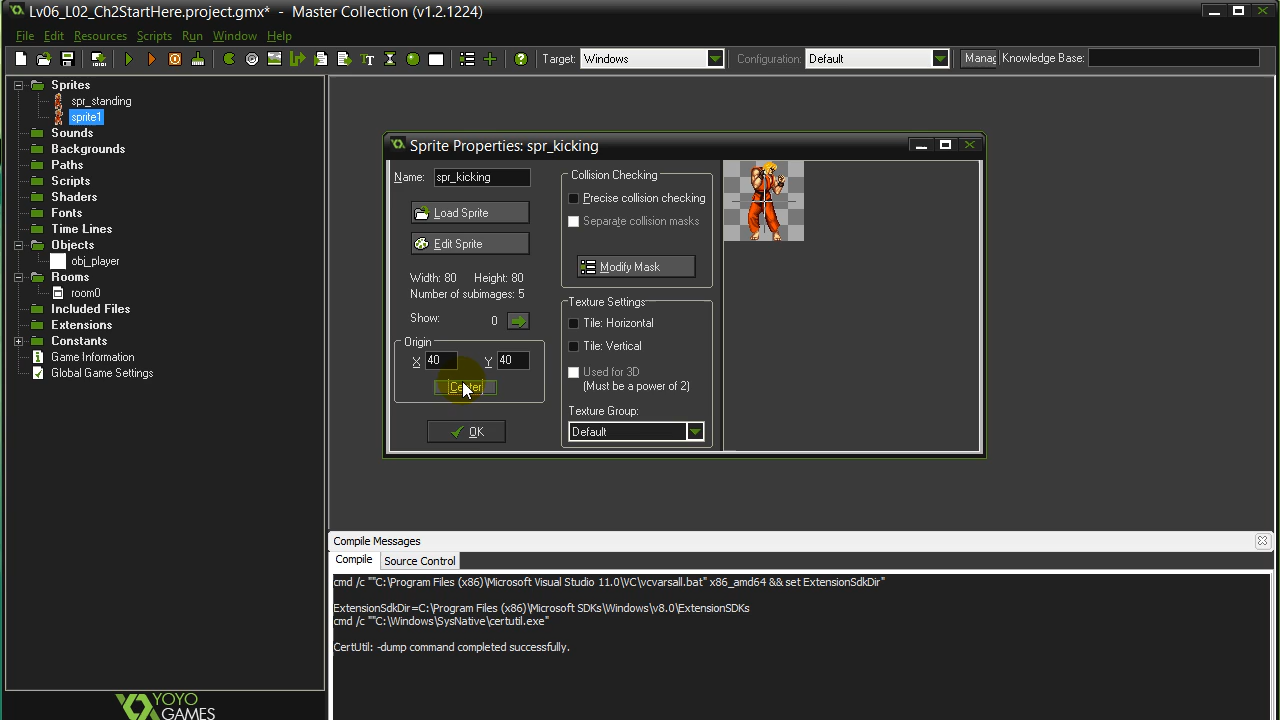 Lv06_L02_Ch2StartHere.project.gmx* - Master Collection (v1.2.1224)
File Edit Resources Scripts Run Window Help
Target: Windows Configuration: Default Manag Knowledge Base:
Sprites
spr_standing
sprite1
Sounds
Backgrounds
Paths
Scripts
Shaders
Fonts
Time Lines
Objects
obj_player
Rooms
room0
Included Files
Extensions
Constants
Game Information
Global Game Settings
YOYO
GAMES
Sprite Properties: spr_kicking
Name: spr_kicking
Load Sprite
Edit Sprite
Width: 80 Height: 80
Number of subimages: 5
Show: 0
Origin
X 40 Y 40
Center
OK
Collision Checking
Precise collision checking
Separate collision masks
Modify Mask
Texture Settings
Tile: Horizontal
Tile: Vertical
Used for 3D
(Must be a power of 2)
Texture Group:
Default
Compile Messages
Compile Source Control
cmd /c ""C:\Program Files (x86)\Microsoft Visual Studio 11.0\VC\vcvarsall.bat" x86_amd64 && set ExtensionSdkDir"
ExtensionSdkDir=C:\Program Files (x86)\Microsoft SDKs\Windows\v8.0\ExtensionSDKs
cmd /c ""C:\Windows\SysNative\certutil.exe"
CertUtil: -dump command completed successfully.